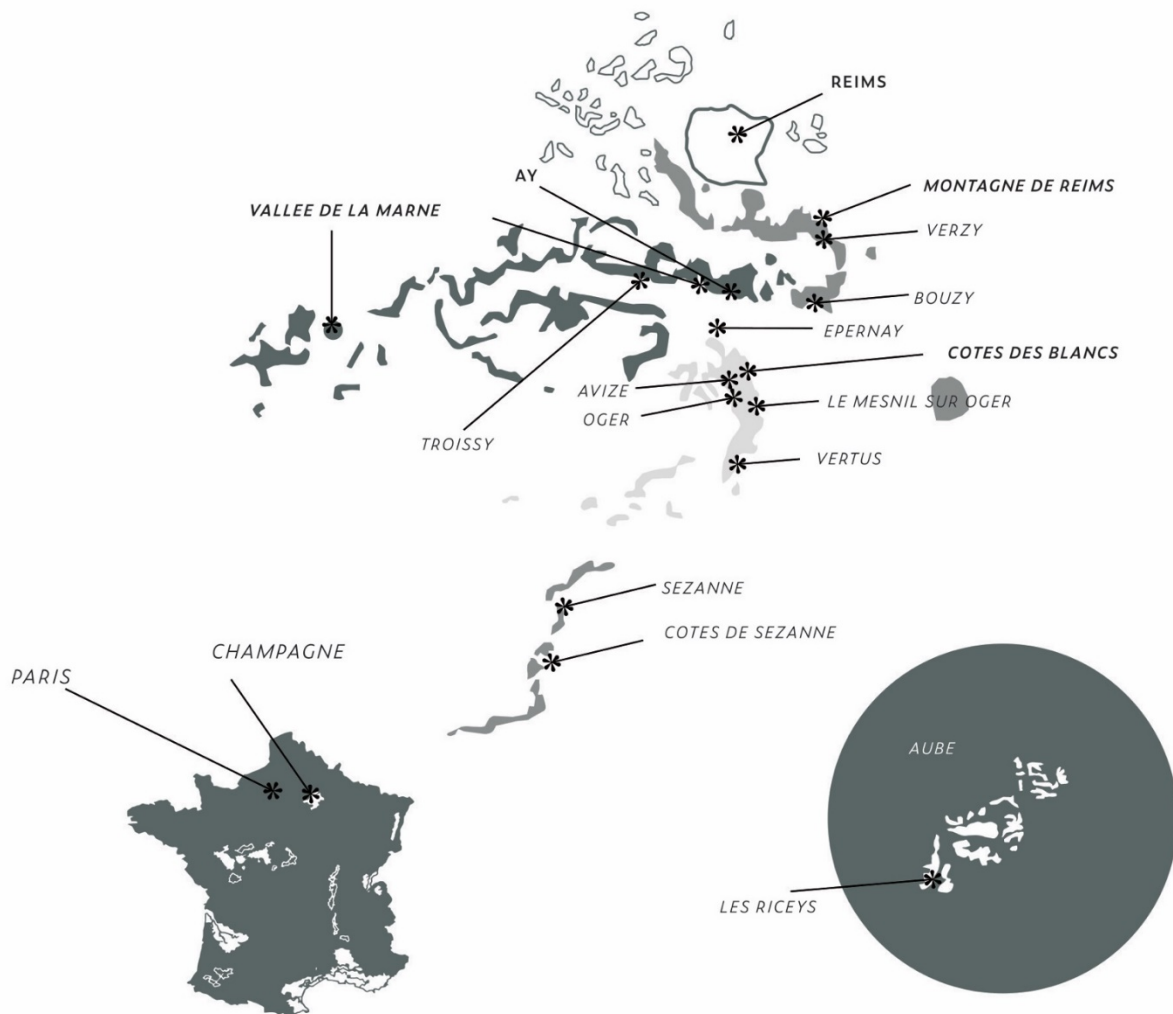 REIMS
AY
MONTAGNE DE REIMS
VALLEE DE LA MARNE
VERZY
BOUZY
EPERNAY
COTES DES BLANCS
AVIZE
LE MESNIL SUR OGER
OGER
TROISSY
VERTUS
SEZANNE
COTES DE SEZANNE
CHAMPAGNE
PARIS
AUBE
LES RICEYS